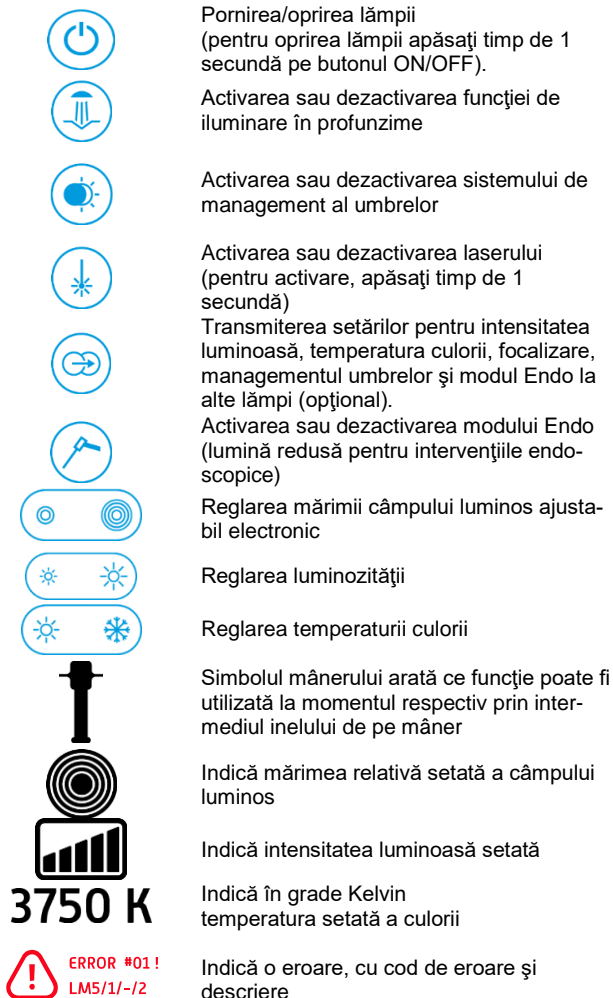 Pornirea/oprirea lămpii
(pentru oprirea lămpii apăsaţi timp de 1
secundă pe butonul ON/OFF).
Activarea sau dezactivarea funcţiei de
iluminare în profunzime
Activarea sau dezactivarea sistemului de
management al umbrelor
Activarea sau dezactivarea laserului
(pentru activare, apăsaţi timp de 1
secundă)
Transmiterea setărilor pentru intensitatea
luminoasă, temperatura culorii, focalizare,
managementul umbrelor şi modul Endo la
alte lămpi (opţional).
Activarea sau dezactivarea modului Endo
(lumină redusă pentru intervenţiile endo-
scopice)
Reglarea mărimii câmpului luminos ajusta-
bil electronic
Reglarea luminozităţii
Reglarea temperaturii culorii
Simbolul mânerului arată ce funcţie poate fi
utilizată la momentul respectiv prin inter-
mediul inelului de pe mâner
Indică mărimea relativă setată a câmpului
luminos
Indică intensitatea luminoasă setată
3750 K
Indică în grade Kelvin
temperatura setată a culorii
ERROR #01!
LM5/1/-/2
Indică o eroare, cu cod de eroare şi
descriere